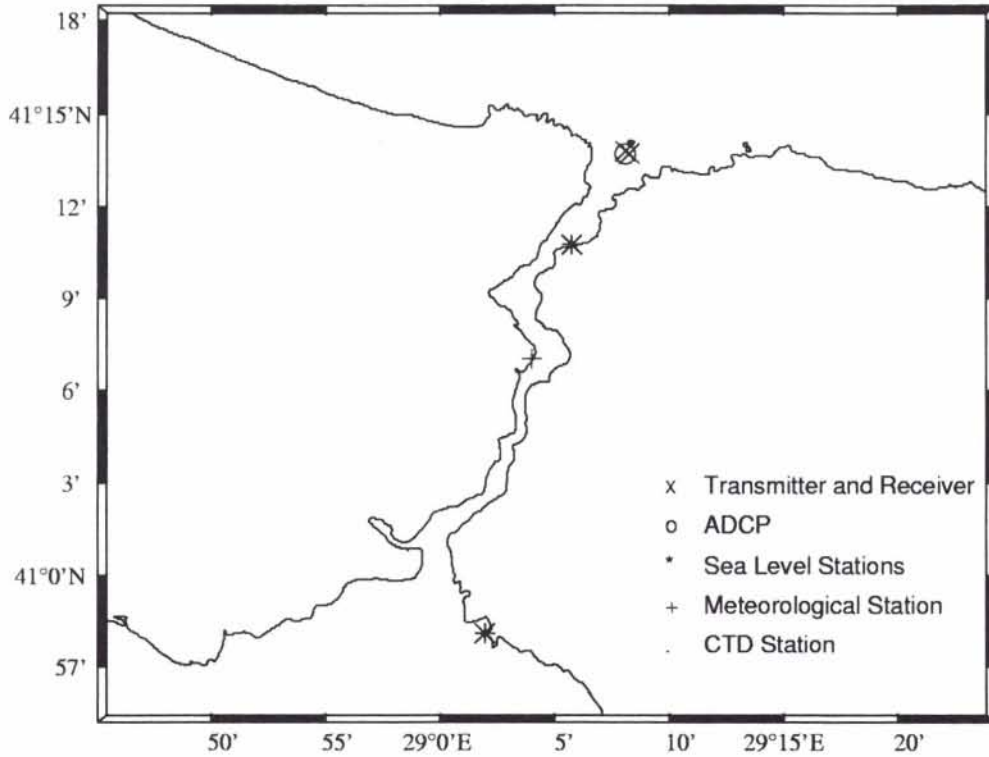 18'
41°15'N
12'
9'
6'
3'
41°0'N
57'
x Transmitter and Receiver
o ADCP
* Sea Level Stations
+ Meteorological Station
. CTD Station
50' 55' 29°0'E 5' 10' 29°15'E 20'